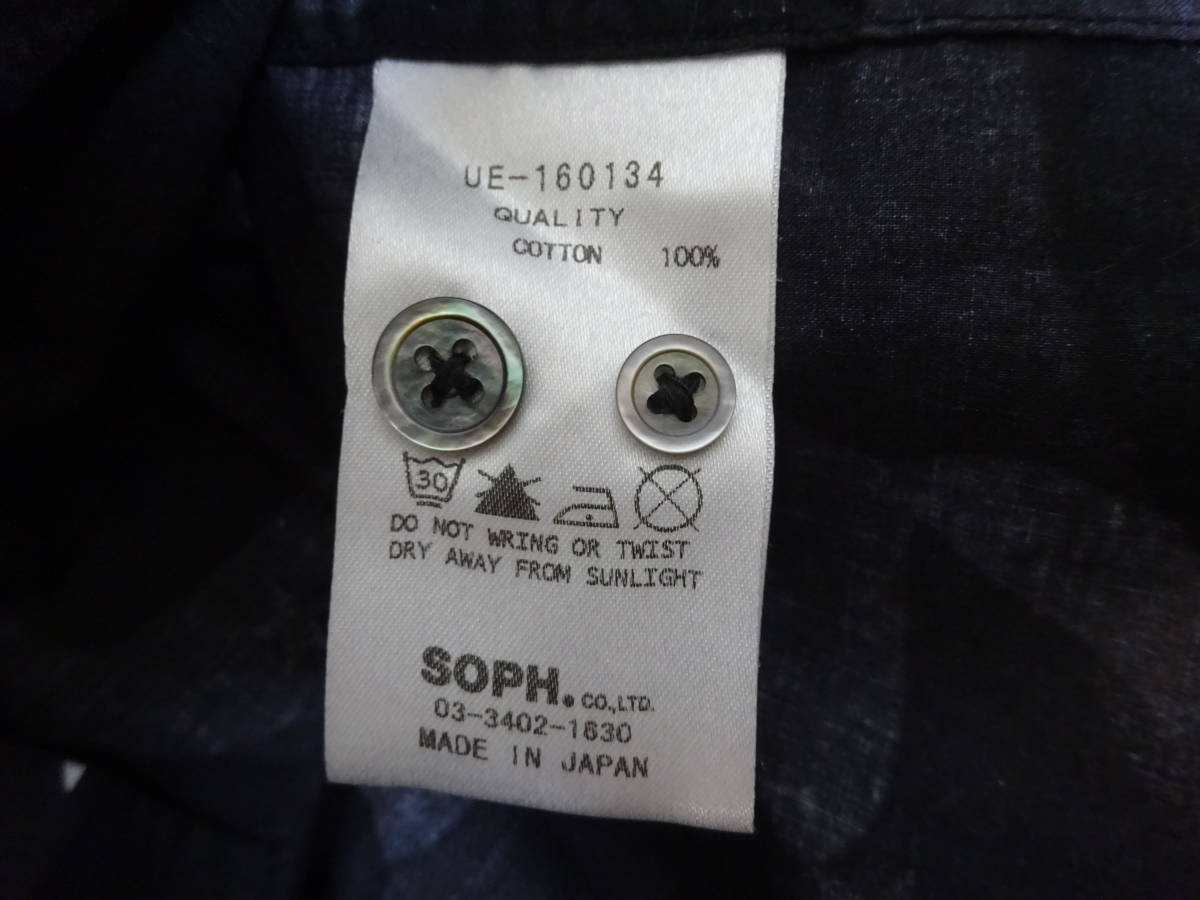 UE-160134
QUALITY
COTTON 100%
30
DO NOT WRING OR TWIST
DRY AWAY FROM SUNLIGHT
SOPH. CO.,LTD.
03-3402-1630
MADE IN JAPAN